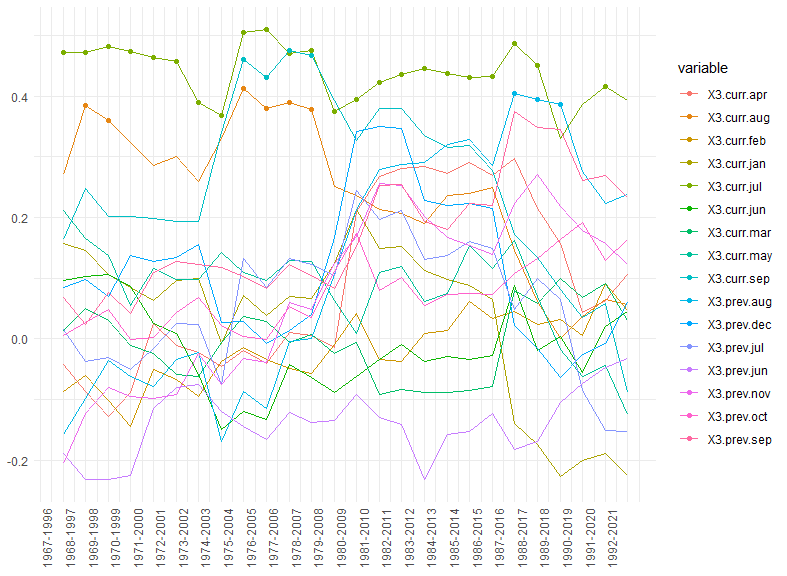 variable
X3.curr.apr
X3.curr.aug
X3.curr.feb
X3.curr.jan
X3.curr.jul
X3.curr.jun
X3.curr.mar
X3.curr.may
X3.curr.sep
X3.prev.aug
X3.prev.dec
X3.prev.jul
X3.prev.jun
X3.prev.nov
X3.prev.oct
X3.prev.sep
0.4
0.2
0.0
-0.2
1967-1996
1968-1997
1969-1998
1970-1999
1971-2000
1972-2001
1973-2002
1974-2003
1975-2004
1976-2005
1977-2006
1978-2007
1979-2008
1980-2009
1981-2010
1982-2011
1983-2012
1984-2013
1985-2014
1986-2015
1987-2016
1988-2017
1989-2018
1990-2019
1991-2020
1992-2021